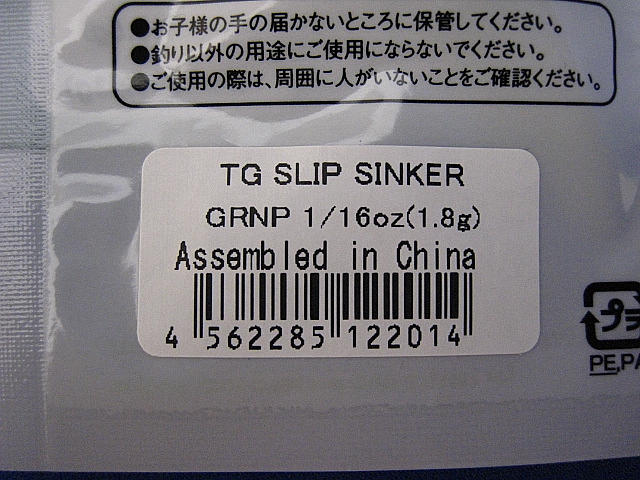 ●お子様の手の届かないところに保管してください。
●釣り以外の用途にご使用にならないでください。
●ご使用の際は、周囲に人がいないことをご確認ください。
TG SLIP SINKER
GRNP 1/16oz(1.8g)
Assembled in China
4 562285 122014
プラ
PE,PA